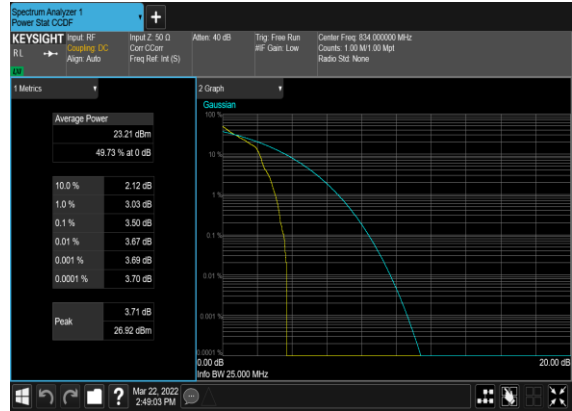 Spectrum Analyzer 1
Power Stat CCDF
KEYSIGHT
RL
Input: RF
Coupling: DC
Align: Auto
Input Z: 50 Ω
Corr CCorr
Freq Ref: Int (S)
Atten: 40 dB
Trig: Free Run
#IF Gain: Low
Center Freq: 834.000000 MHz
Counts: 1.00 M/1.00 Mpt
Radio Std: None
1 Metrics
Average Power
23.21 dBm
49.73 % at 0 dB
10.0 % 2.12 dB
1.0 % 3.03 dB
0.1 % 3.50 dB
0.01 % 3.67 dB
0.001 % 3.69 dB
0.0001 % 3.70 dB
Peak
3.71 dB
26.92 dBm
2 Graph
Gaussian
100 %
10 %
1 %
0.1 %
0.01 %
0.001 %
0.0001 %
0.00 dB
20.00 dB
Info BW 25.000 MHz
?
Mar 22, 2022
2:49:03 PM